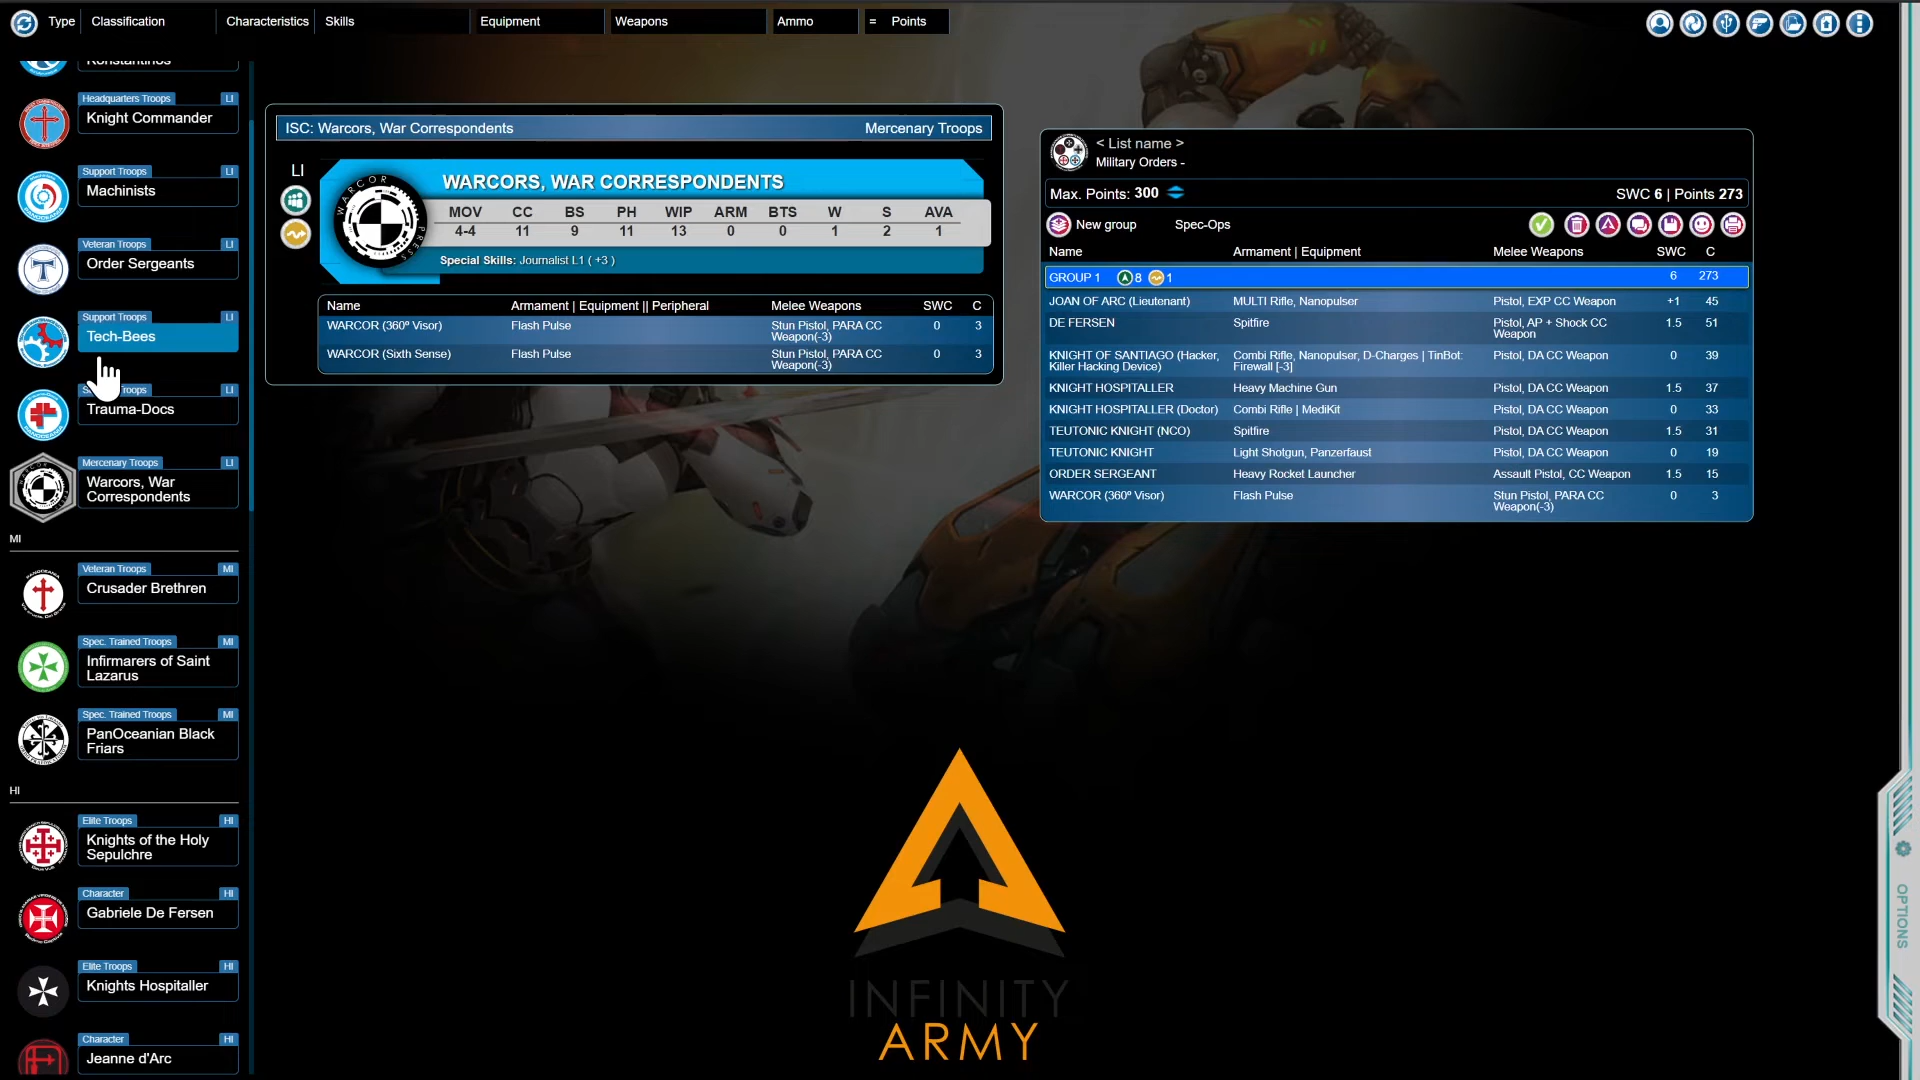 Type Classification Characteristics Skills Equipment Weapons Ammo = Points
Konstantinos
Headquarters Troops LI
Knight Commander
Support Troops LI
Machinists
Veteran Troops LI
Order Sergeants
Support Troops LI
Tech-Bees
Troops LI
Trauma-Docs
Mercenary Troops LI
Warcors, War
Correspondents
MI
Veteran Troops MI
Crusader Brethren
Spec. Trained Troops MI
Infirmarers of Saint
Lazarus
Spec. Trained Troops MI
PanOceanian Black
Friars
HI
Elite Troops HI
Knights of the Holy
Sepulchre
Character HI
Gabriele De Fersen
Elite Troops HI
Knights Hospitaller
Character HI
Jeanne d'Arc
ISC: Warcors, War Correspondents Mercenary Troops
LI
WARCOR
PRESS
WARCORS, WAR CORRESPONDENTS
MOV CC BS PH WIP ARM BTS W S AVA
4-4 11 9 11 13 0 0 1 2 1
Special Skills: Journalist L1 ( +3 )
Name Armament | Equipment || Peripheral Melee Weapons SWC C
WARCOR (360º Visor) Flash Pulse Stun Pistol, PARA CC 0 3
Weapon(-3)
WARCOR (Sixth Sense) Flash Pulse Stun Pistol, PARA CC 0 3
Weapon(-3)
< List name >
Military Orders -
Max. Points: 300 SWC 6 | Points 273
New group Spec-Ops
Name Armament | Equipment Melee Weapons SWC C
GROUP 1 8 1 6 273
JOAN OF ARC (Lieutenant) MULTI Rifle, Nanopulser Pistol, EXP CC Weapon +1 45
DE FERSEN Spitfire Pistol, AP + Shock CC 1.5 51
Weapon
KNIGHT OF SANTIAGO (Hacker, Combi Rifle, Nanopulser, D-Charges | TinBot: Pistol, DA CC Weapon 0 39
Killer Hacking Device) Firewall [-3]
KNIGHT HOSPITALLER Heavy Machine Gun Pistol, DA CC Weapon 1.5 37
KNIGHT HOSPITALLER (Doctor) Combi Rifle | MediKit Pistol, DA CC Weapon 0 33
TEUTONIC KNIGHT (NCO) Spitfire Pistol, DA CC Weapon 1.5 31
TEUTONIC KNIGHT Light Shotgun, Panzerfaust Pistol, DA CC Weapon 0 19
ORDER SERGEANT Heavy Rocket Launcher Assault Pistol, CC Weapon 1.5 15
WARCOR (360º Visor) Flash Pulse Stun Pistol, PARA CC 0 3
Weapon(-3)
INFINITY
ARMY
OPTIONS